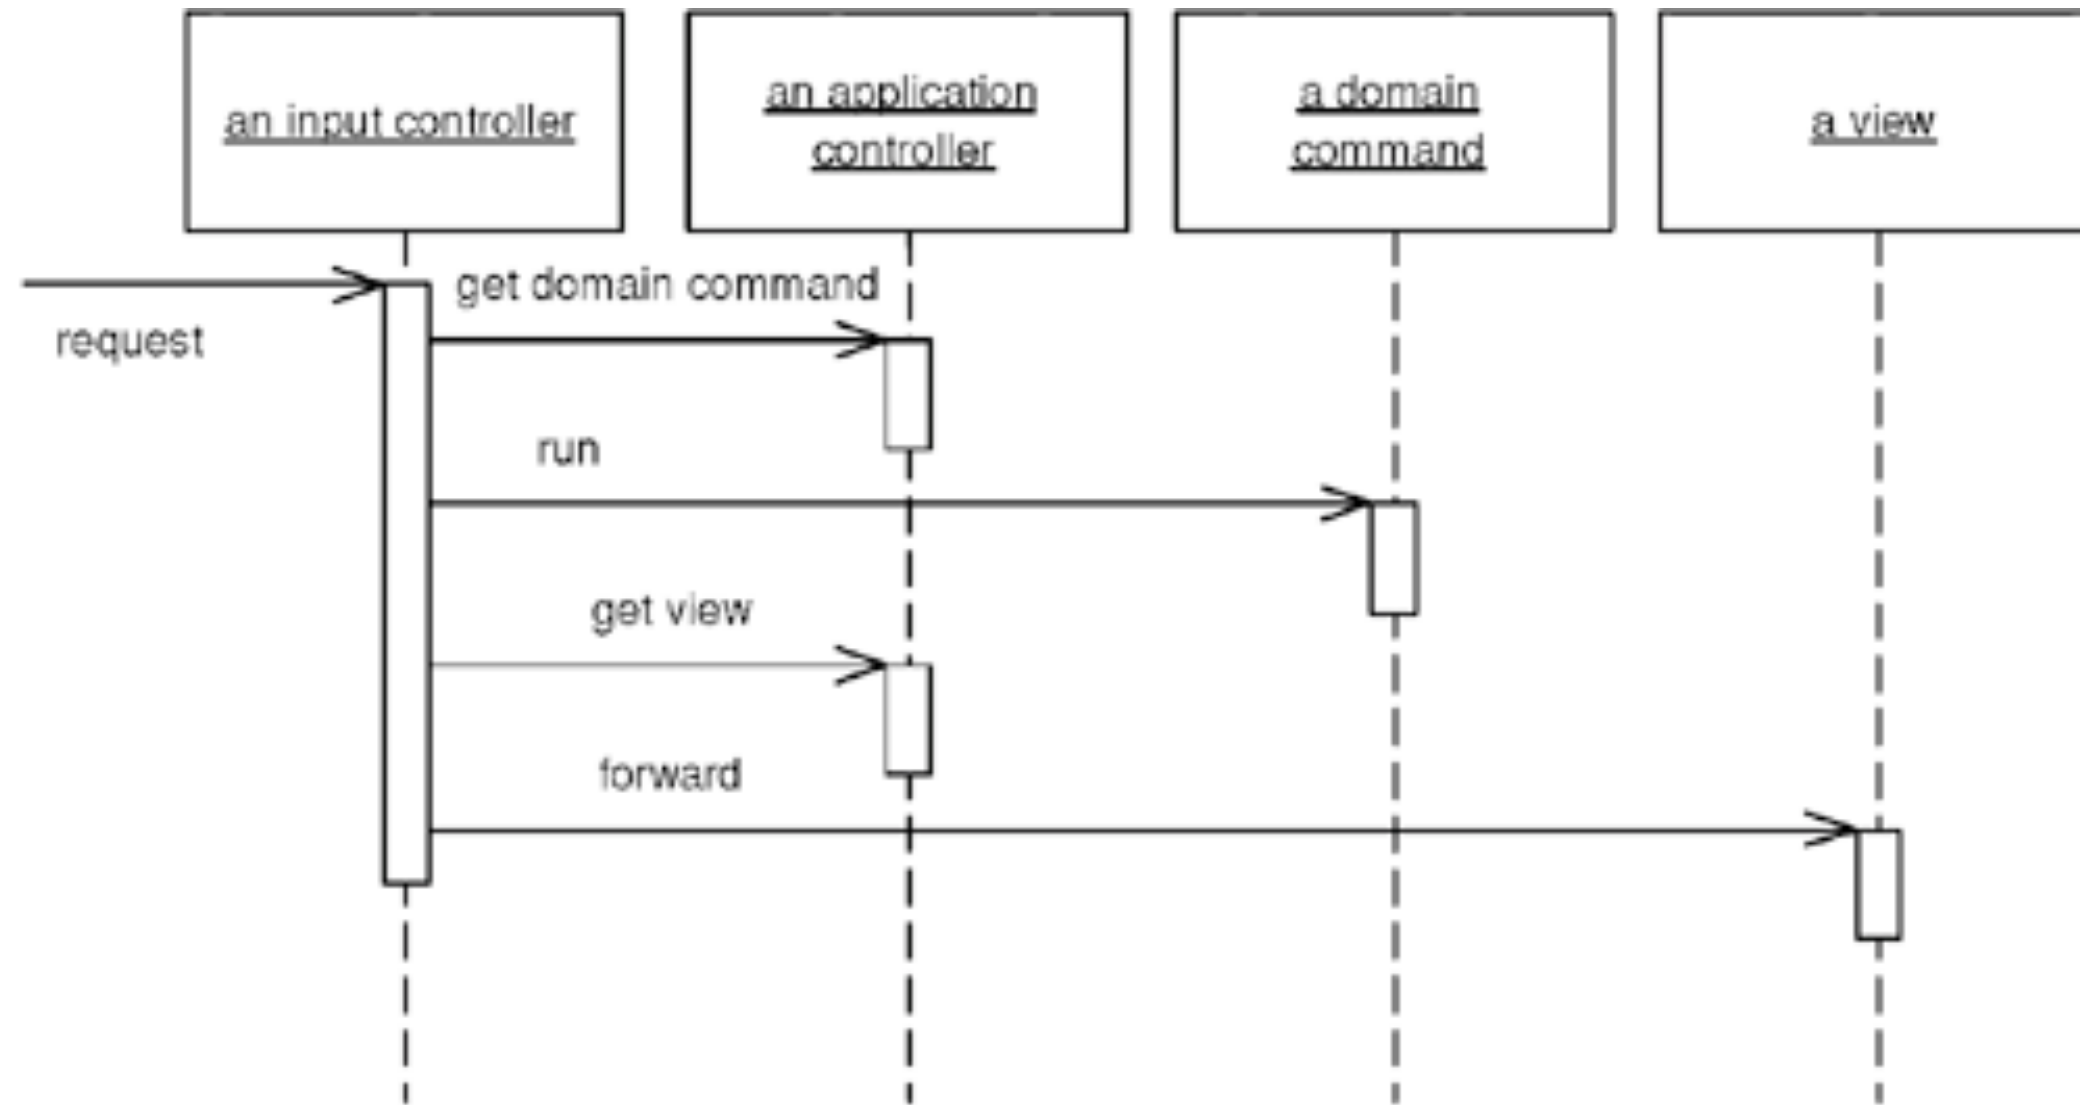 an input controller
an application
controller
a domain
command
a view
request
get domain command
run
get view
forward